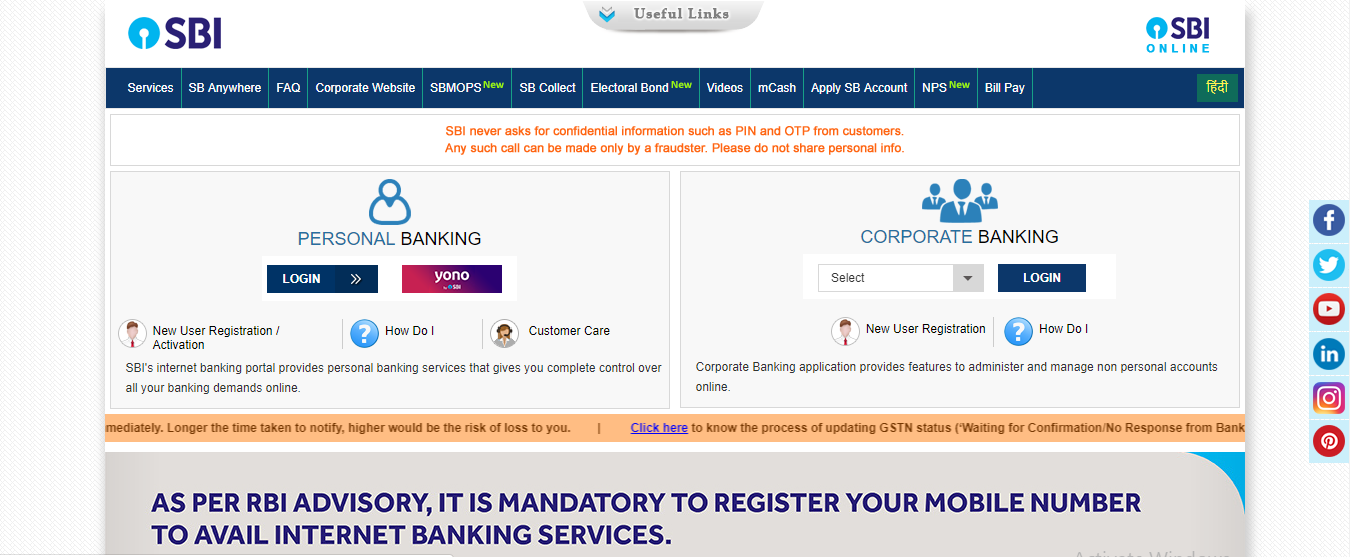 Useful Links
SBI
SBI
ONLINE
Services SB Anywhere FAQ Corporate Website SBMOPS New SB Collect Electoral Bond New Videos mCash Apply SB Account NPS New Bill Pay हिंदी
SBI never asks for confidential information such as PIN and OTP from customers.
Any such call can be made only by a fraudster. Please do not share personal info.
PERSONAL BANKING
LOGIN
yono
by SBI
New User Registration /
Activation
How Do I
Customer Care
SBI's internet banking portal provides personal banking services that gives you complete control over
all your banking demands online.
CORPORATE BANKING
Select
LOGIN
New User Registration
How Do I
Corporate Banking application provides features to administer and manage non personal accounts
online.
mediately. Longer the time taken to notify, higher would be the risk of loss to you. | Click here to know the process of updating GSTN status ('Waiting for Confirmation/No Response from Bank
AS PER RBI ADVISORY, IT IS MANDATORY TO REGISTER YOUR MOBILE NUMBER
TO AVAIL INTERNET BANKING SERVICES.
Activate Windows